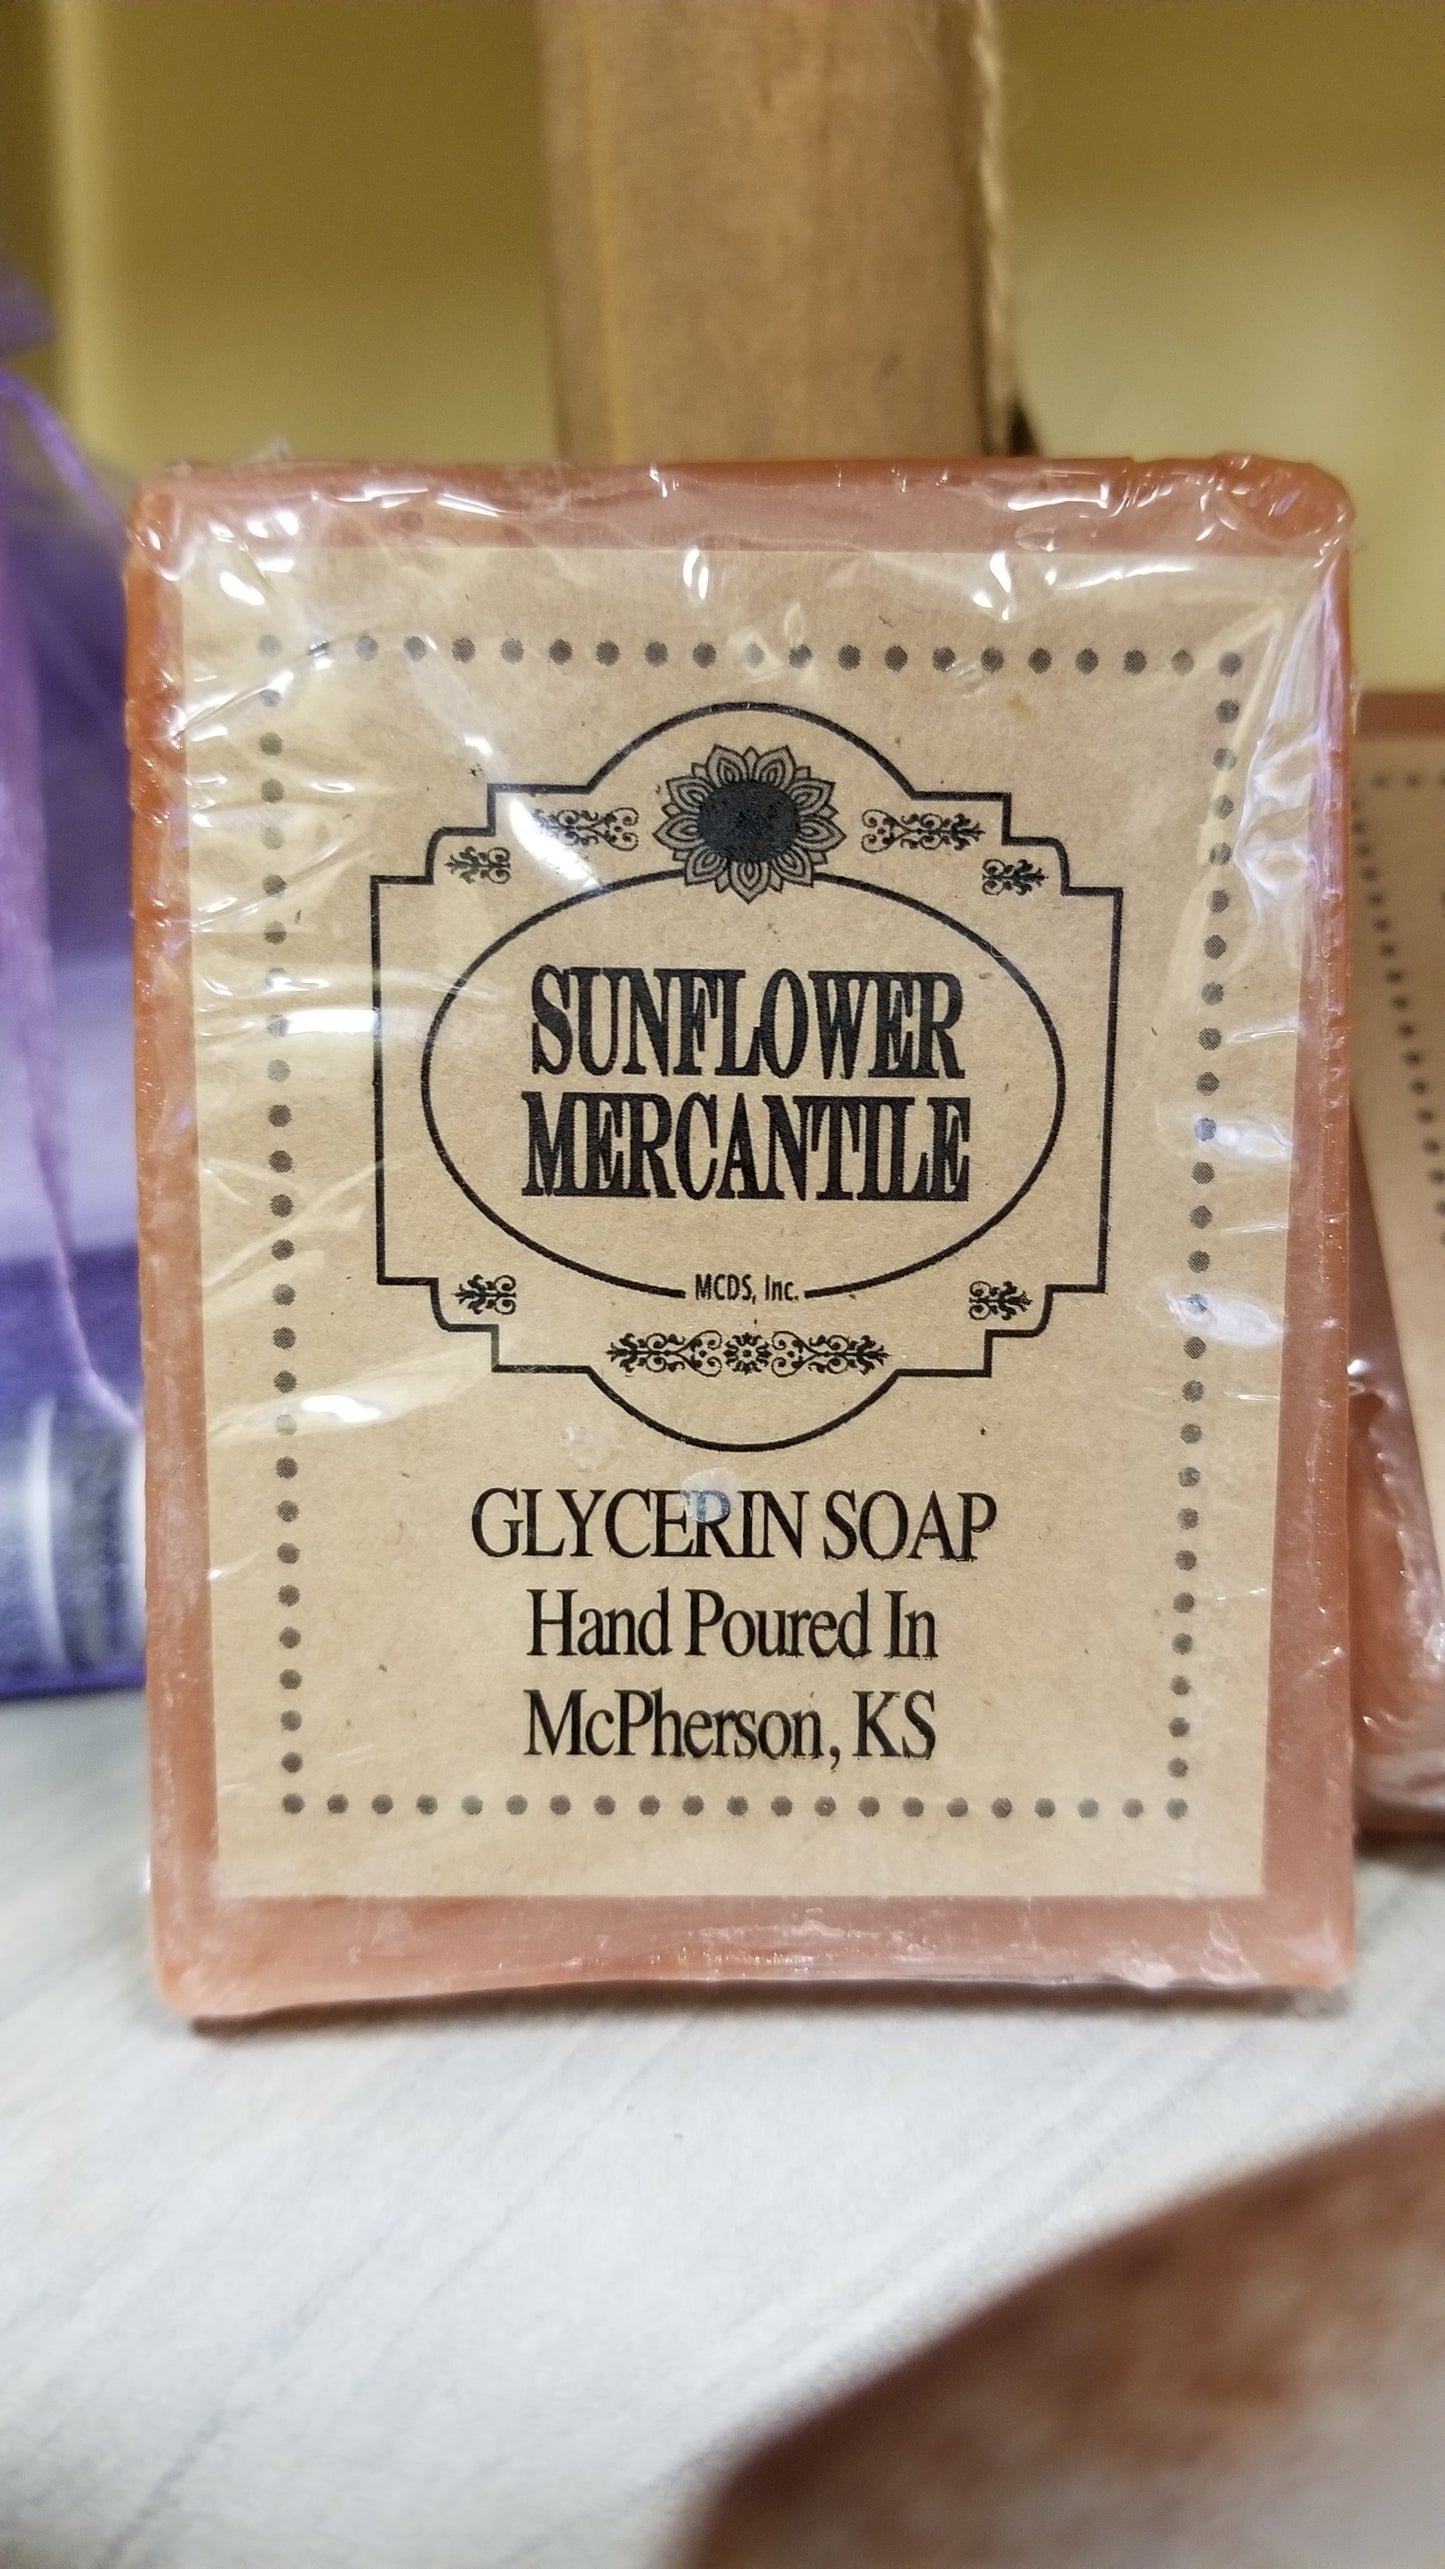 SUNFLOWER
MERCANTILE
MCDS, Inc.
GLYCERIN SOAP
Hand Poured In
McPherson, KS